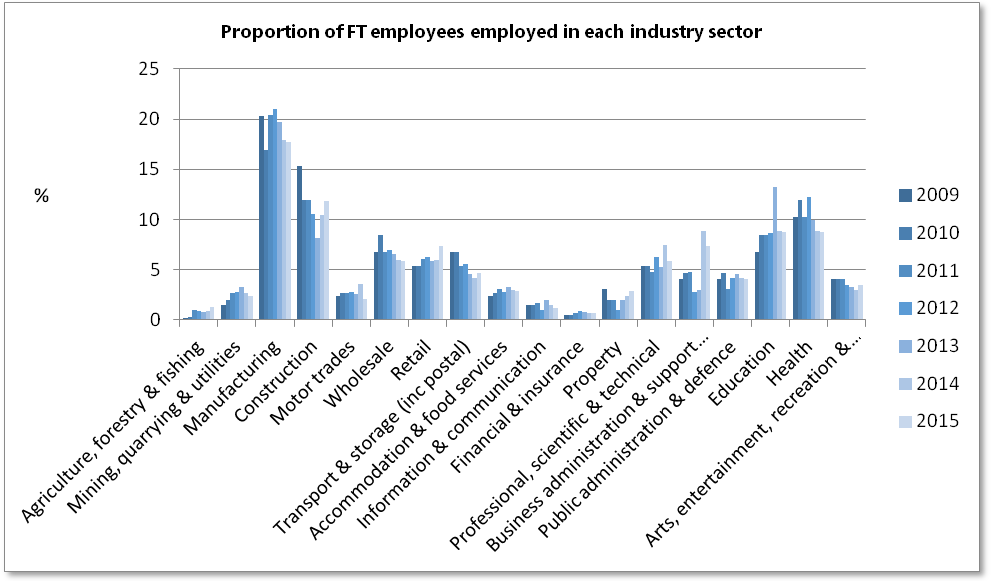 Proportion of FT employees employed in each industry sector
25
20
15
10
5
0
%
Agriculture, forestry & fishing
Mining, quarrying & utilities
Manufacturing
Construction
Motor trades
Wholesale
Retail
Transport & storage (inc postal)
Accommodation & food services
Information & communication
Financial & insurance
Property
Professional, scientific & technical
Business administration & support...
Public administration & defence
Education
Health
Arts, entertainment, recreation &...
2009
2010
2011
2012
2013
2014
2015